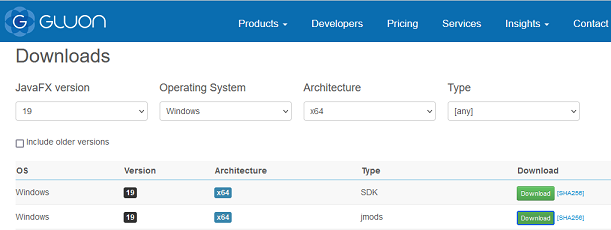 GLUON Products Developers Pricing Services Insights Contact
Downloads
JavaFX version Operating System Architecture Type
19 Windows x64 [any]
Include older versions
OS Version Architecture Type Download
Windows 19 x64 SDK Download [SHA256]
Windows 19 x64 jmods Download [SHA256]